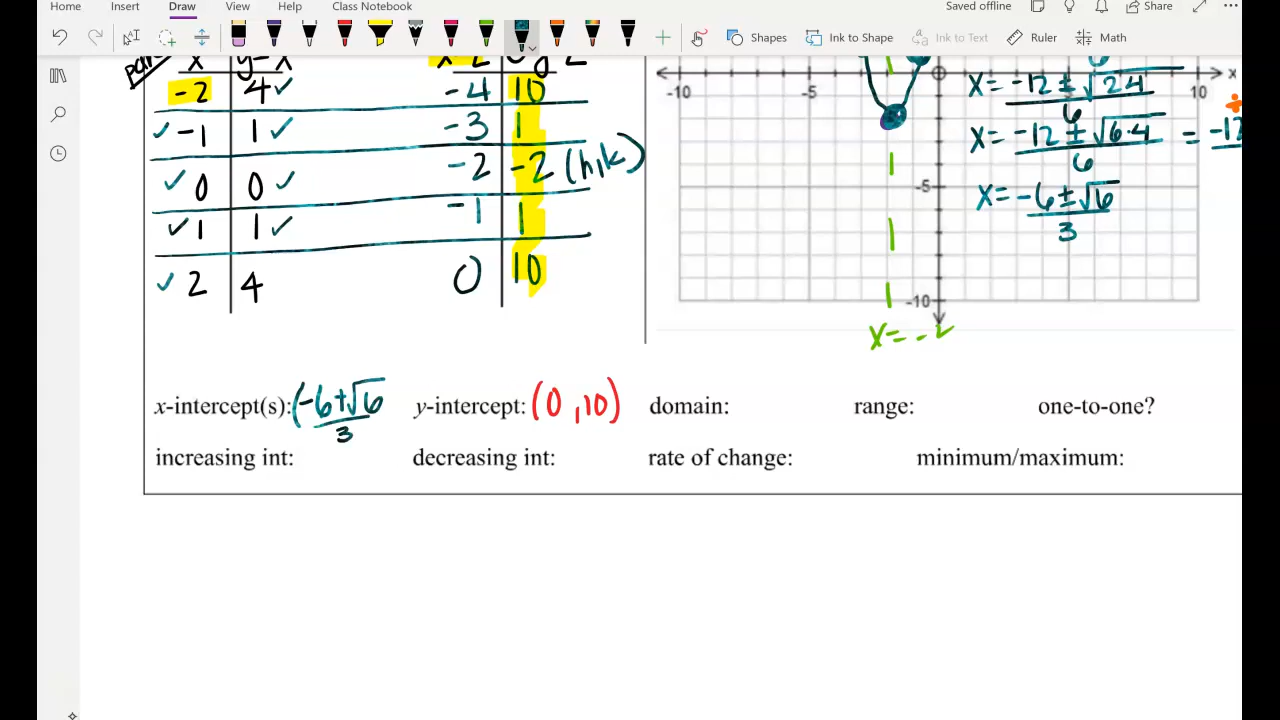 Home Insert Draw View Help Class Notebook Saved offline Share
Shapes Ink to Shape Ink to Text Ruler Math
-2 4✓ -4 10
✓ -1 1✓ -3 1
✓ 0 0✓ -2 -2 (h,k)
✓ 1 1✓ -1 1
✓ 2 4 0 10
x
-10 -5 10
-5
-10
x = -12 ± √24
6
x = -12 ± √6·4 = -12
6
x = -6 ± √6
3
x = -2
x-intercept(s): (-6 ± √6 y-intercept: (0, 10) domain: range: one-to-one?
3
increasing int: decreasing int: rate of change: minimum/maximum: